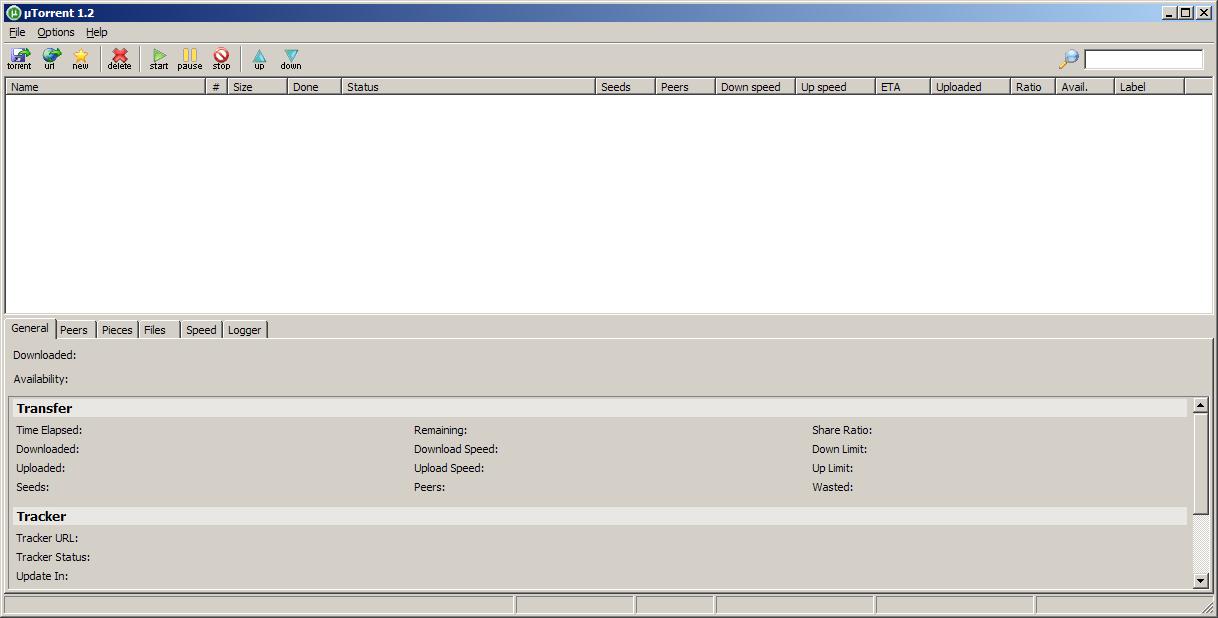 µTorrent 1.2
File Options Help
torrent url new delete start pause stop up down
Name # Size Done Status Seeds Peers Down speed Up speed ETA Uploaded Ratio Avail. Label
General Peers Pieces Files Speed Logger
Downloaded:
Availability:
Transfer
Time Elapsed: Remaining: Share Ratio:
Downloaded: Download Speed: Down Limit:
Uploaded: Upload Speed: Up Limit:
Seeds: Peers: Wasted:
Tracker
Tracker URL:
Tracker Status:
Update In: